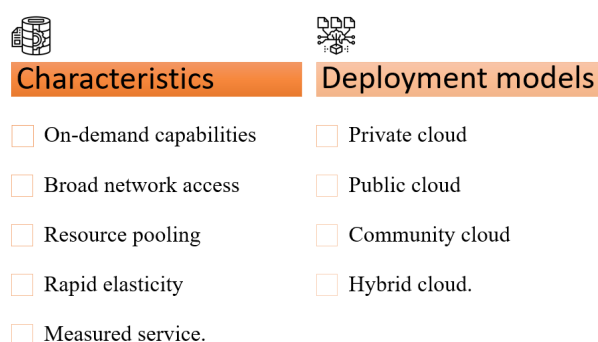 Characteristics
On-demand capabilities
Broad network access
Resource pooling
Rapid elasticity
Measured service.
Deployment models
Private cloud
Public cloud
Community cloud
Hybrid cloud.